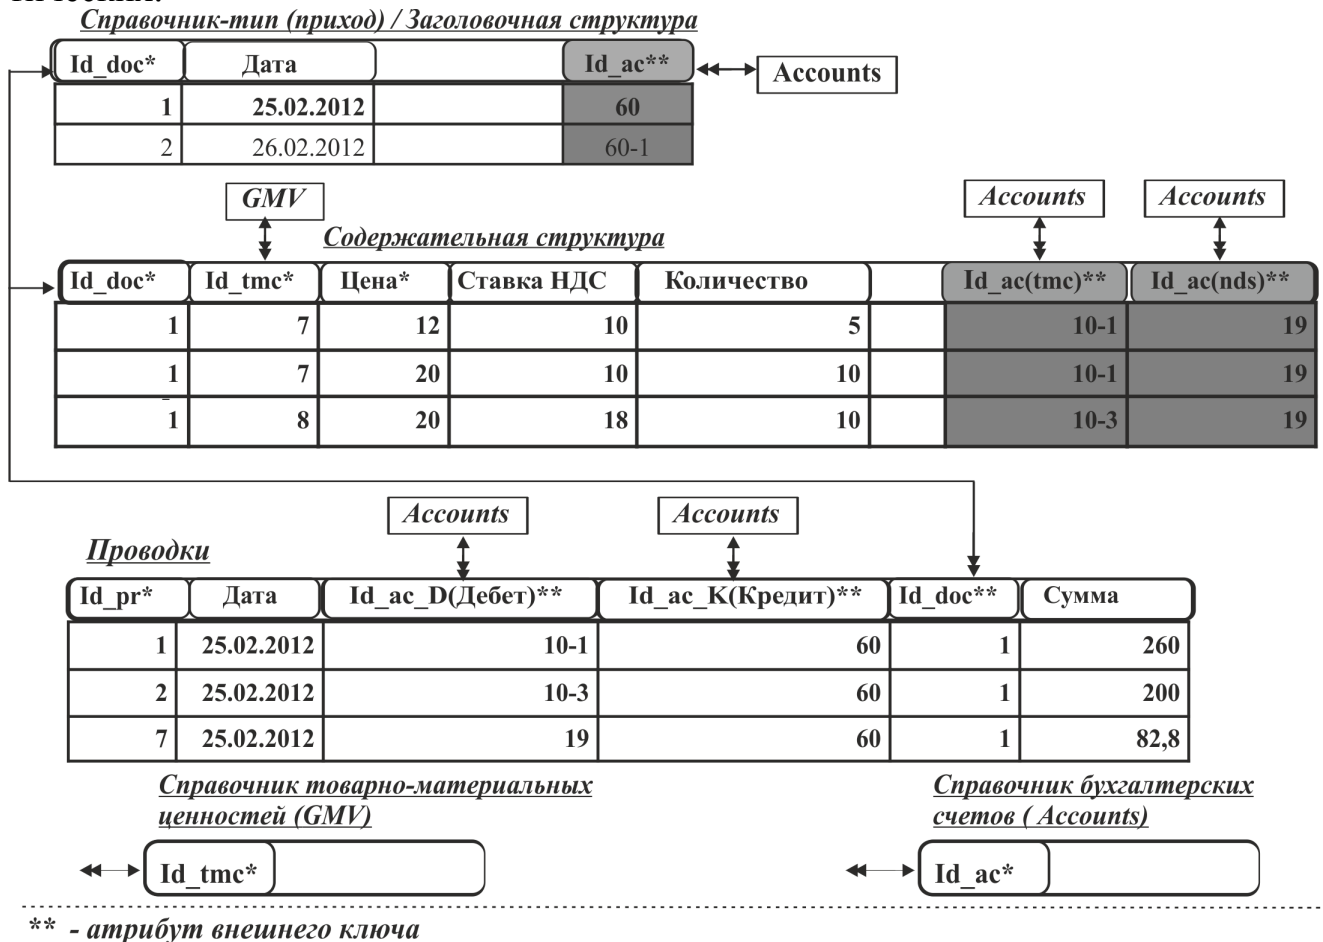 Справочник-тип (приход) / Заголовочная структура
Id_doc* Дата Id_ac** Accounts
1 25.02.2012 60
2 26.02.2012 60-1
GMV Accounts Accounts
Содержательная структура
Id_doc* Id_tmc* Цена* Ставка НДС Количество Id_ac(tmc)** Id_ac(nds)**
1 7 12 10 5 10-1 19
1 7 20 10 10 10-1 19
1 8 20 18 10 10-3 19
Accounts Accounts
Проводки
Id_pr* Дата Id_ac_D(Дебет)** Id_ac_K(Кредит)** Id_doc** Сумма
1 25.02.2012 10-1 60 1 260
2 25.02.2012 10-3 60 1 200
7 25.02.2012 19 60 1 82,8
Справочник товарно-материальных
ценностей (GMV)
Справочник бухгалтерских
счетов ( Accounts)
Id_tmc* Id_ac*
** - атрибут внешнего ключа